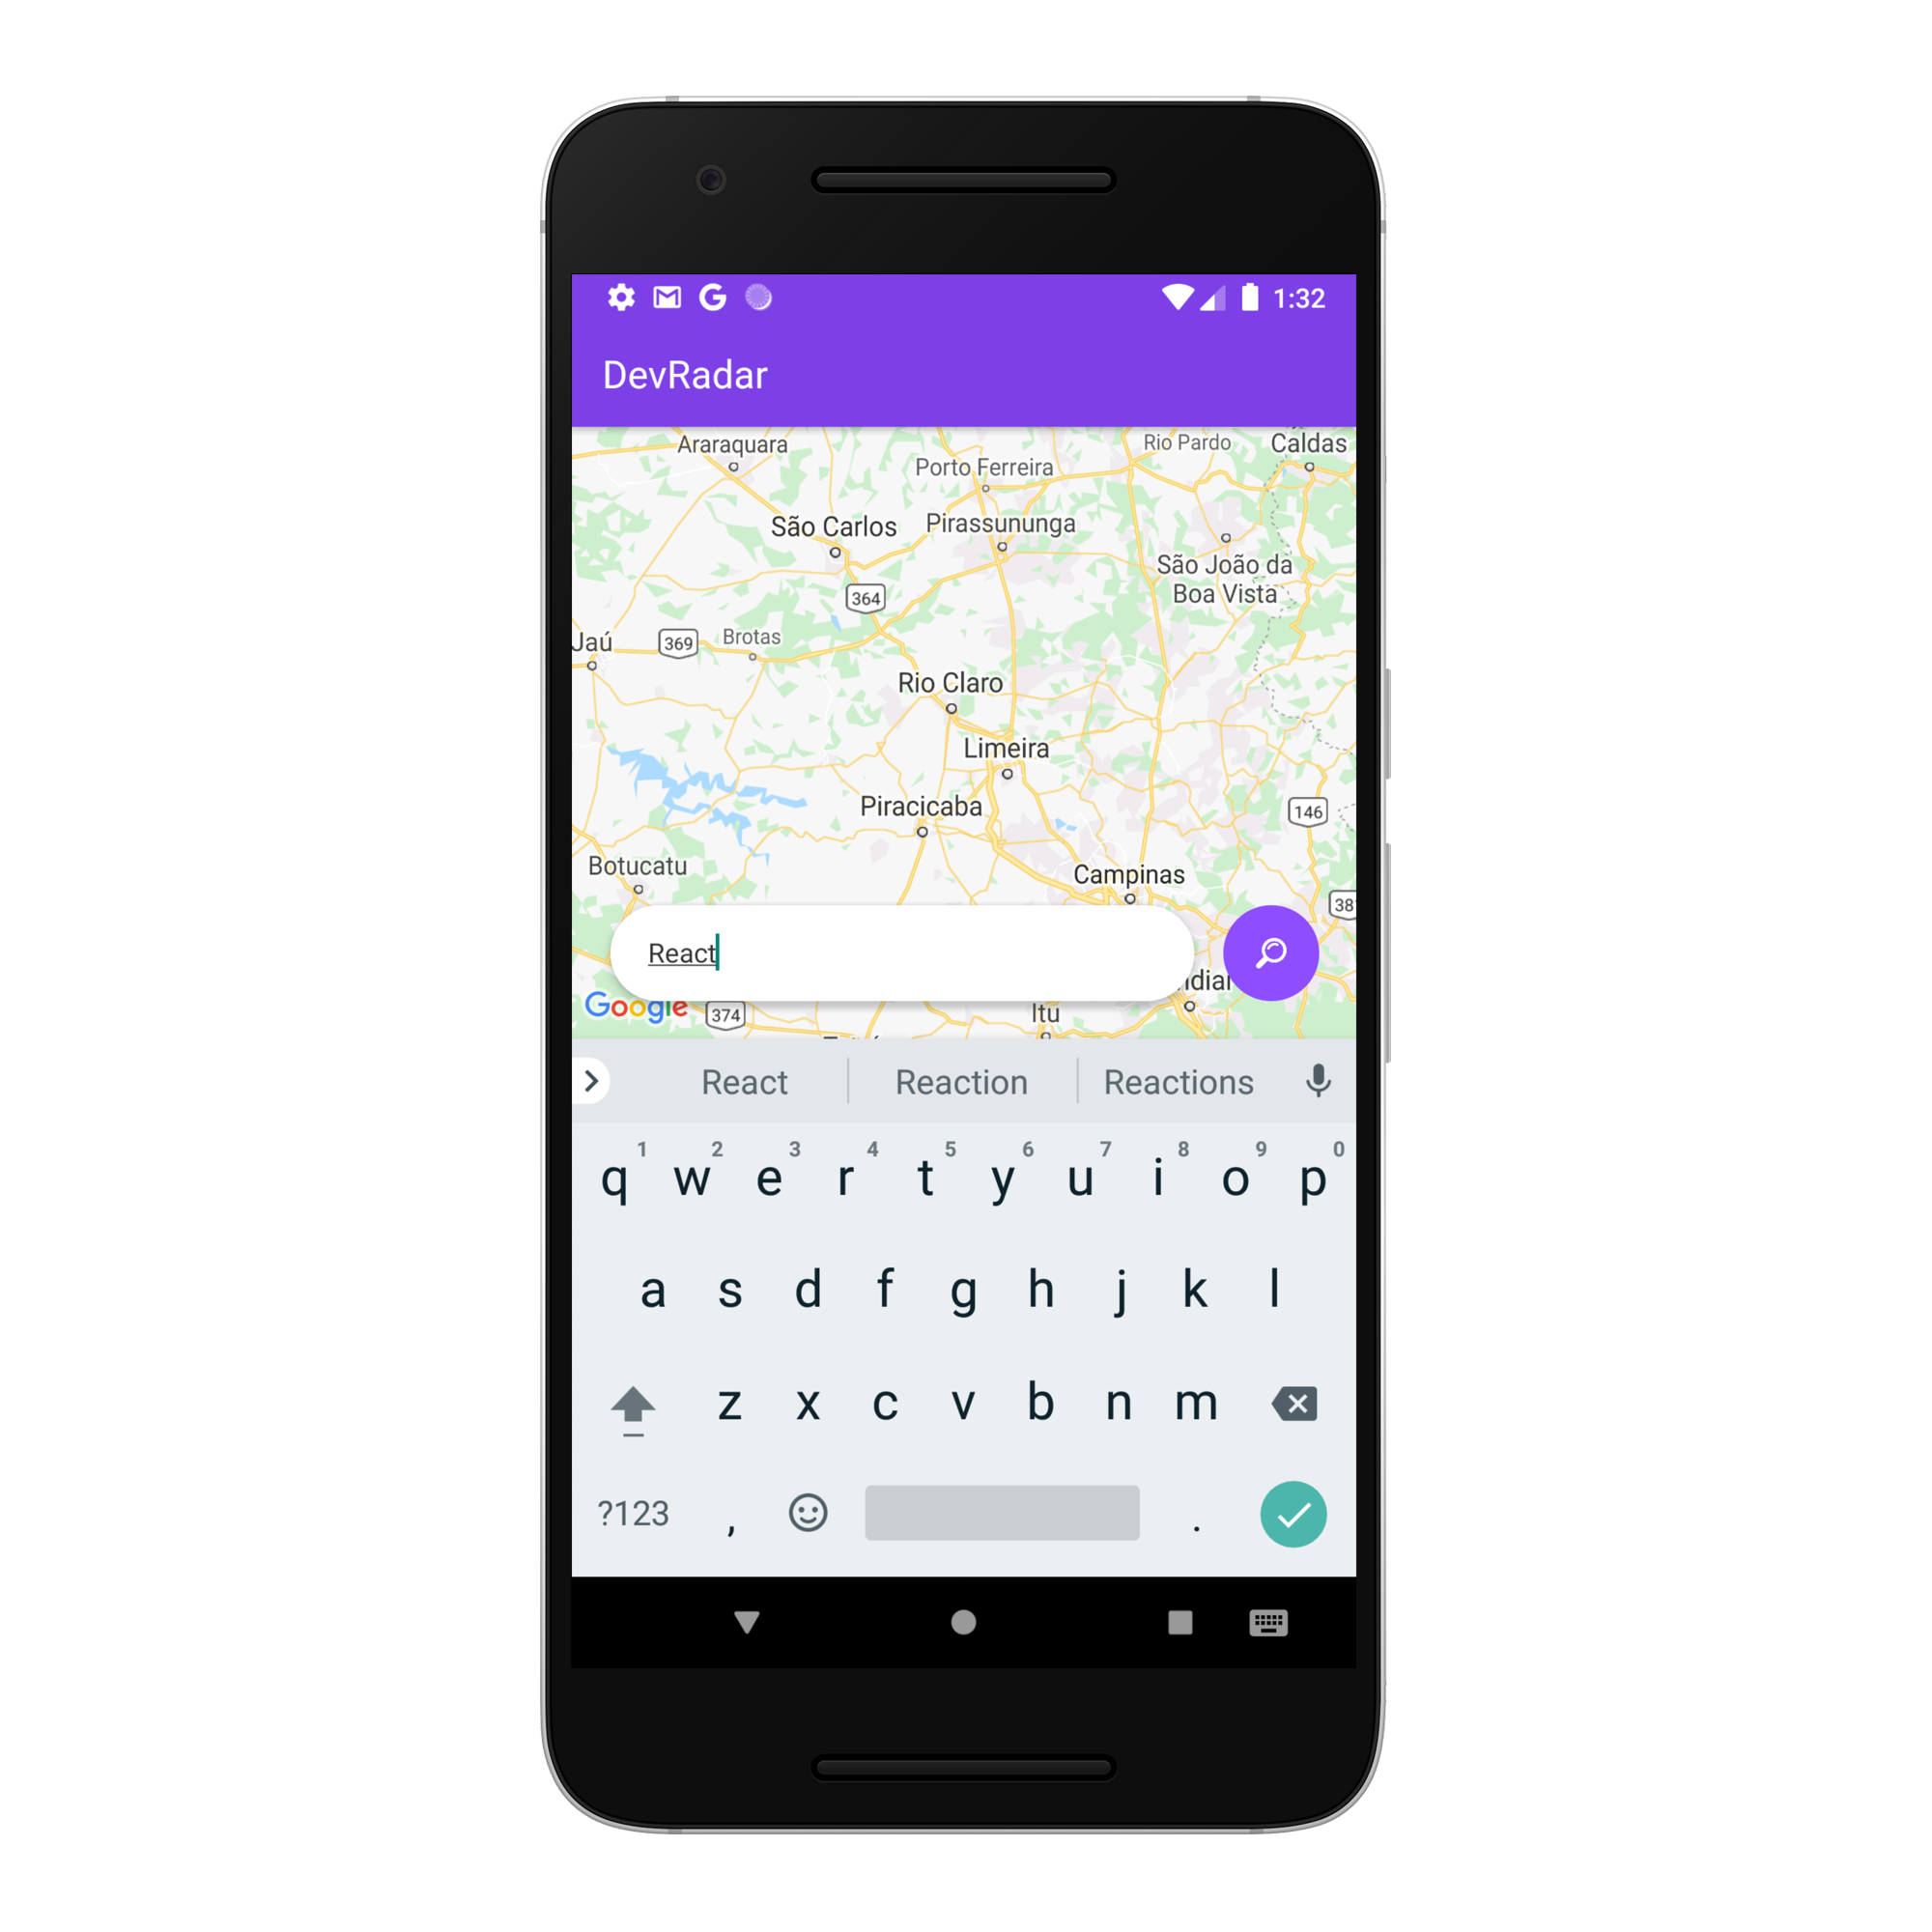 1:32
DevRadar
Araraquara
Rio Pardo
Caldas
Porto Ferreira
São Carlos
Pirassununga
São João da
Boa Vista
364
Jaú
369
Brotas
Rio Claro
Limeira
Piracicaba
146
Botucatu
Campinas
38
React
ndiar
Google
374
Itu
React Reaction Reactions
1 2 3 4 5 6 7 8 9 0
q w e r t y u i o p
a s d f g h j k l
z x c v b n m
?123 , .